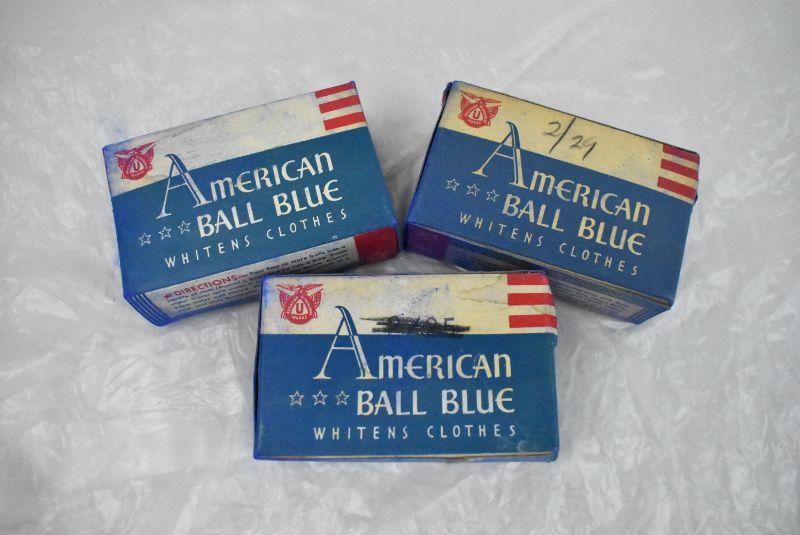 U
AMERICAN
BALL BLUE
WHITENS CLOTHES
DIRECTIONS
U
2/29
AMERICAN
BALL BLUE
WHITENS CLOTHES
U
AMERICAN
BALL BLUE
WHITENS CLOTHES